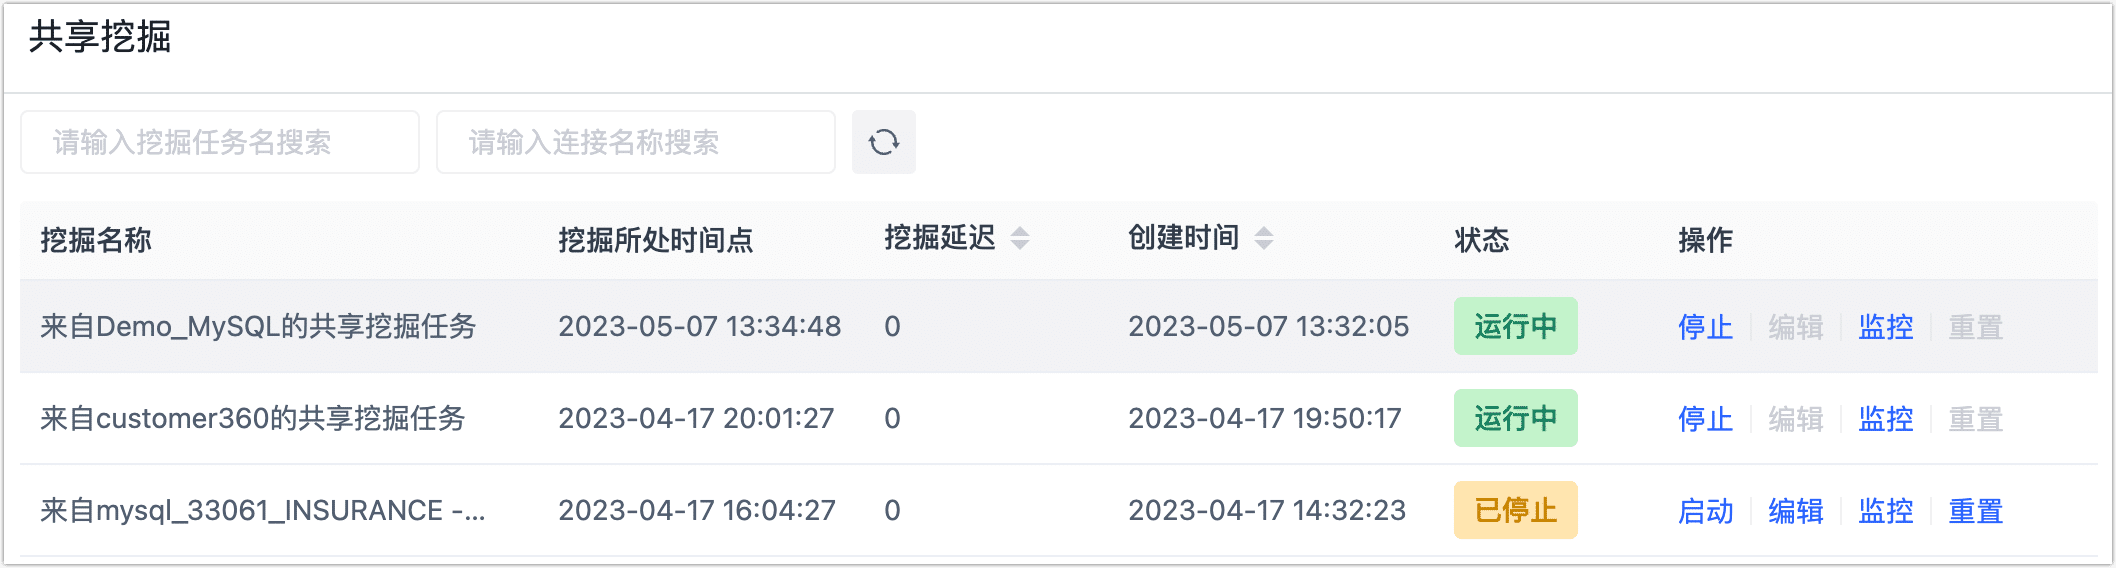 共享挖掘
请输入挖掘任务名搜索 请输入连接名称搜索
挖掘名称 挖掘所处时间点 挖掘延迟 创建时间 状态 操作
来自Demo_MySQL的共享挖掘任务 2023-05-07 13:34:48 0 2023-05-07 13:32:05 运行中 停止 编辑 监控 重置
来自customer360的共享挖掘任务 2023-04-17 20:01:27 0 2023-04-17 19:50:17 运行中 停止 编辑 监控 重置
来自mysql_33061_INSURANCE -... 2023-04-17 16:04:27 0 2023-04-17 14:32:23 已停止 启动 编辑 监控 重置